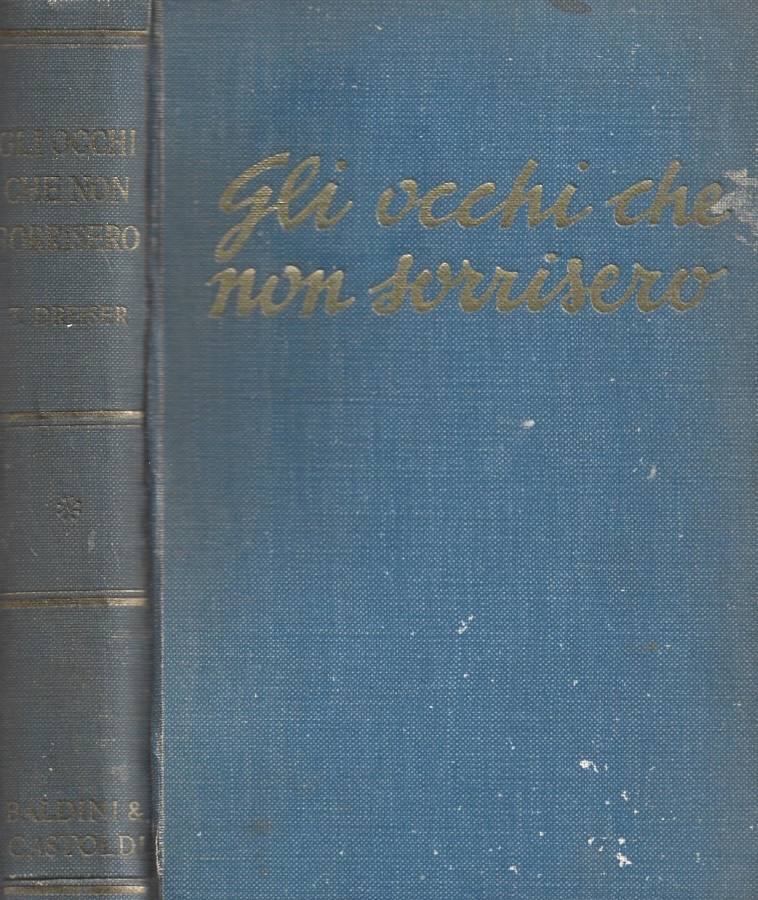 GLI OCCHI
CHE NON
SORRISERO
T. DREISER
BALDINI &
CASTOLDI
Gli occhi che
non sorrisero